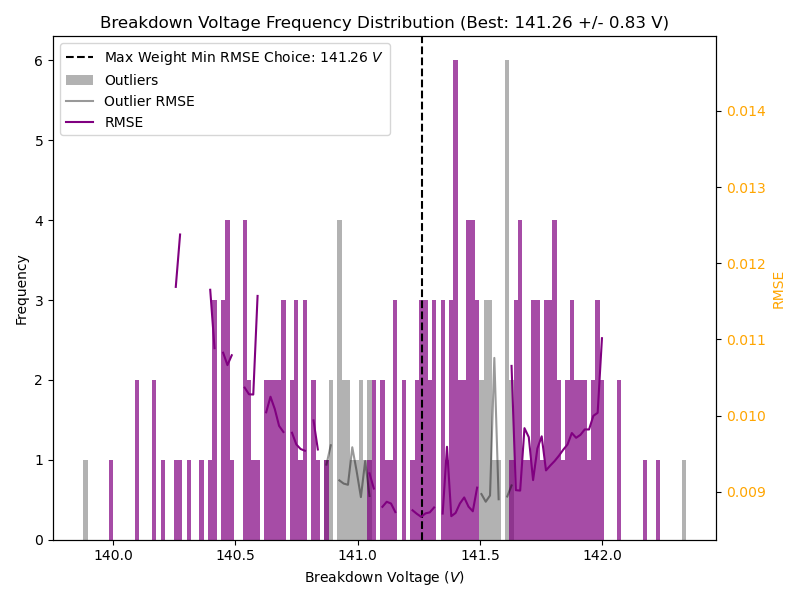 Breakdown Voltage Frequency Distribution (Best: 141.26 +/- 0.83 V)
Max Weight Min RMSE Choice: 141.26 V
Outliers
Outlier RMSE
RMSE
6
5
4
3
2
1
0
Frequency
0.014
0.013
0.012
0.011
0.010
0.009
RMSE
140.0 140.5 141.0 141.5 142.0
Breakdown Voltage (V)